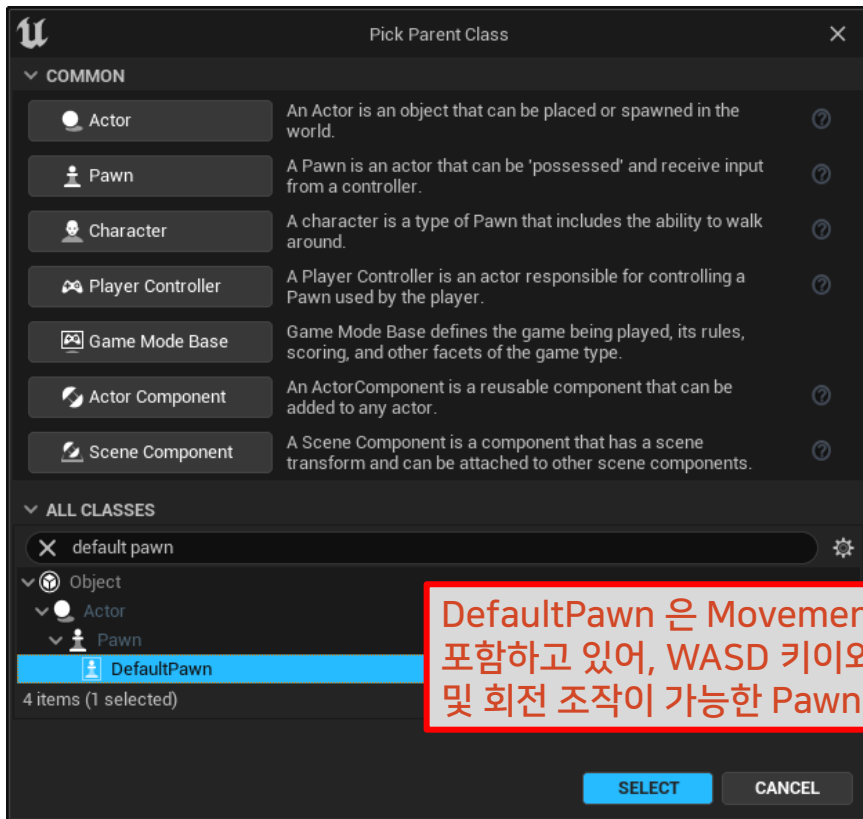 Pick Parent Class
COMMON
Actor
An Actor is an object that can be placed or spawned in the
world.
Pawn
A Pawn is an actor that can be 'possessed' and receive input
from a controller.
Character
A character is a type of Pawn that includes the ability to walk
around.
Player Controller
A Player Controller is an actor responsible for controlling a
Pawn used by the player.
Game Mode Base
Game Mode Base defines the game being played, its rules,
scoring, and other facets of the game type.
Actor Component
An ActorComponent is a reusable component that can be
added to any actor.
Scene Component
A Scene Component is a component that has a scene
transform and can be attached to other scene components.
ALL CLASSES
default pawn
Object
Actor
Pawn
DefaultPawn
4 items (1 selected)
DefaultPawn 은
포함하고 있어, WASD
및 회전 조작이 가능한 Pawn
SELECT
CANCEL